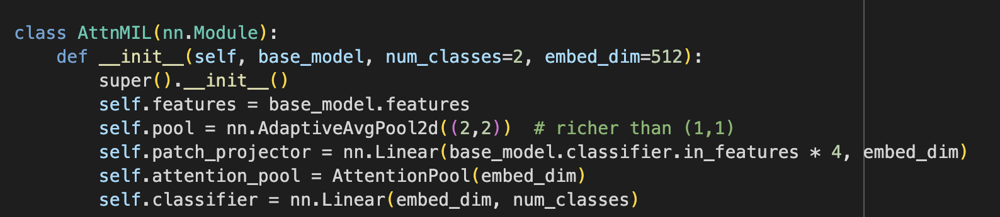 class AttnMIL(nn.Module):
    def __init__(self, base_model, num_classes=2, embed_dim=512):
        super().__init__()
        self.features = base_model.features
        self.pool = nn.AdaptiveAvgPool2d((2,2))  # richer than (1,1)
        self.patch_projector = nn.Linear(base_model.classifier.in_features * 4, embed_dim)
        self.attention_pool = AttentionPool(embed_dim)
        self.classifier = nn.Linear(embed_dim, num_classes)